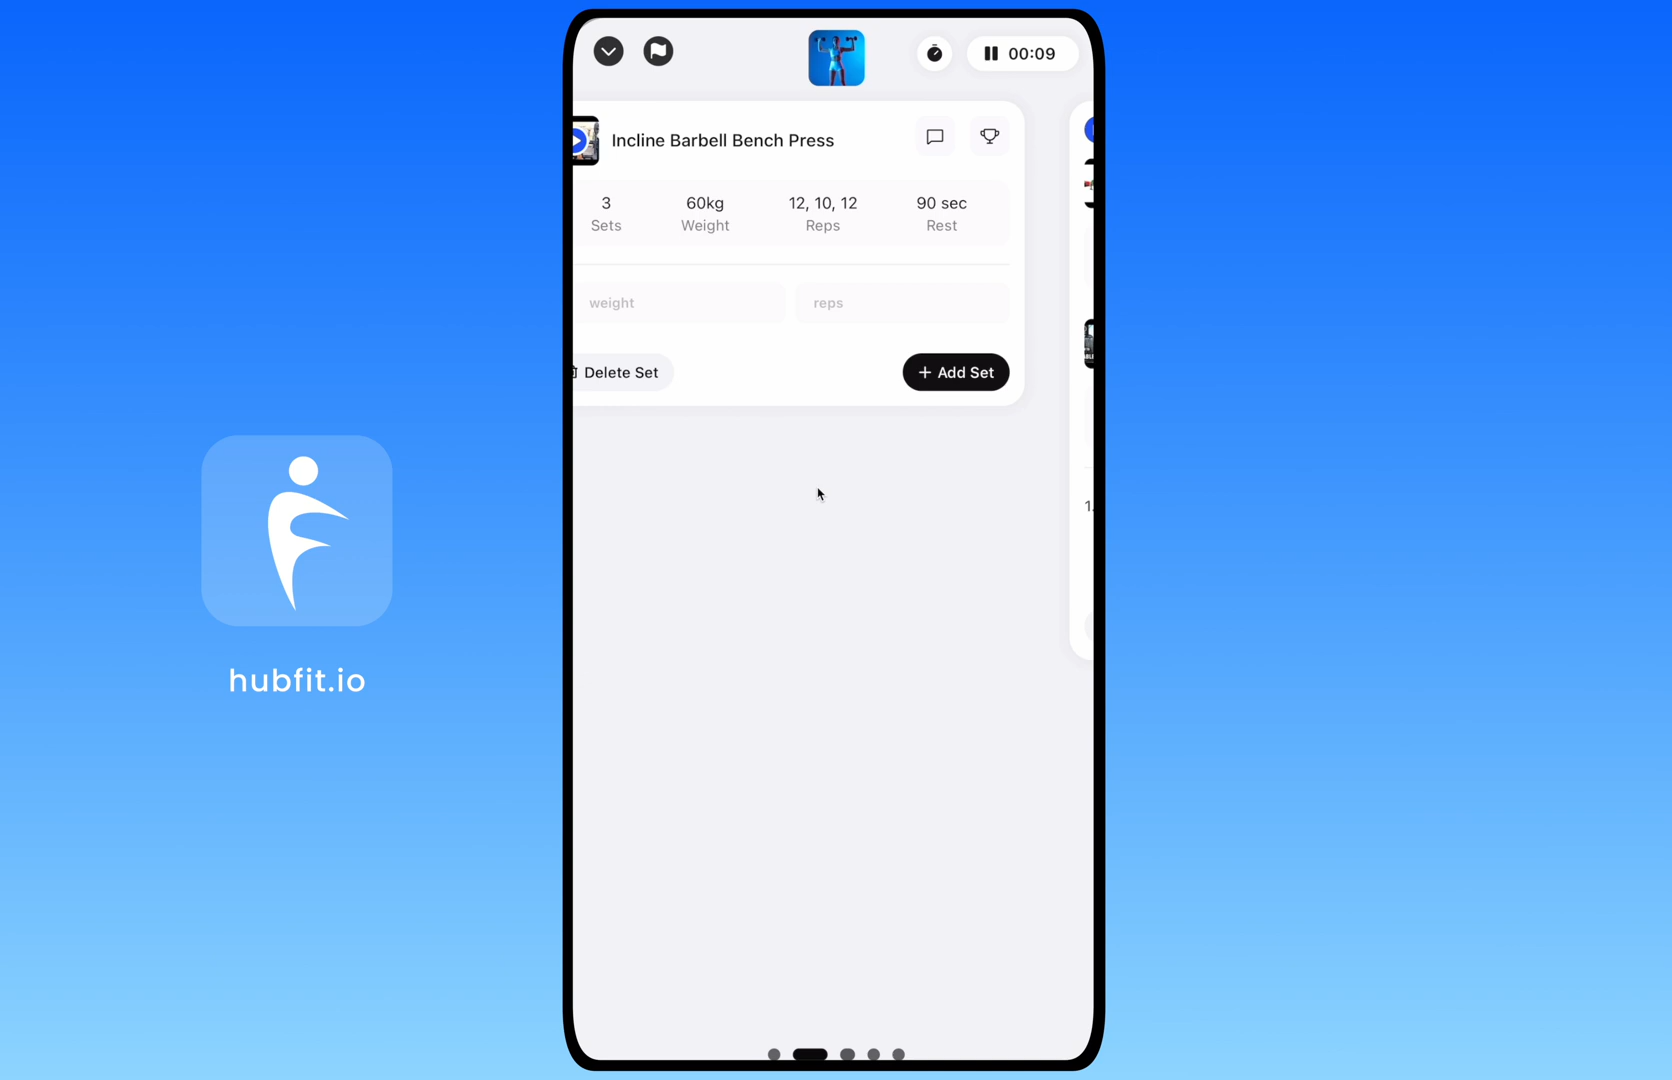 00:09
Incline Barbell Bench Press
3 60kg 12, 10, 12 90 sec
Sets Weight Reps Rest
weight reps
Delete Set + Add Set
hubfit.io